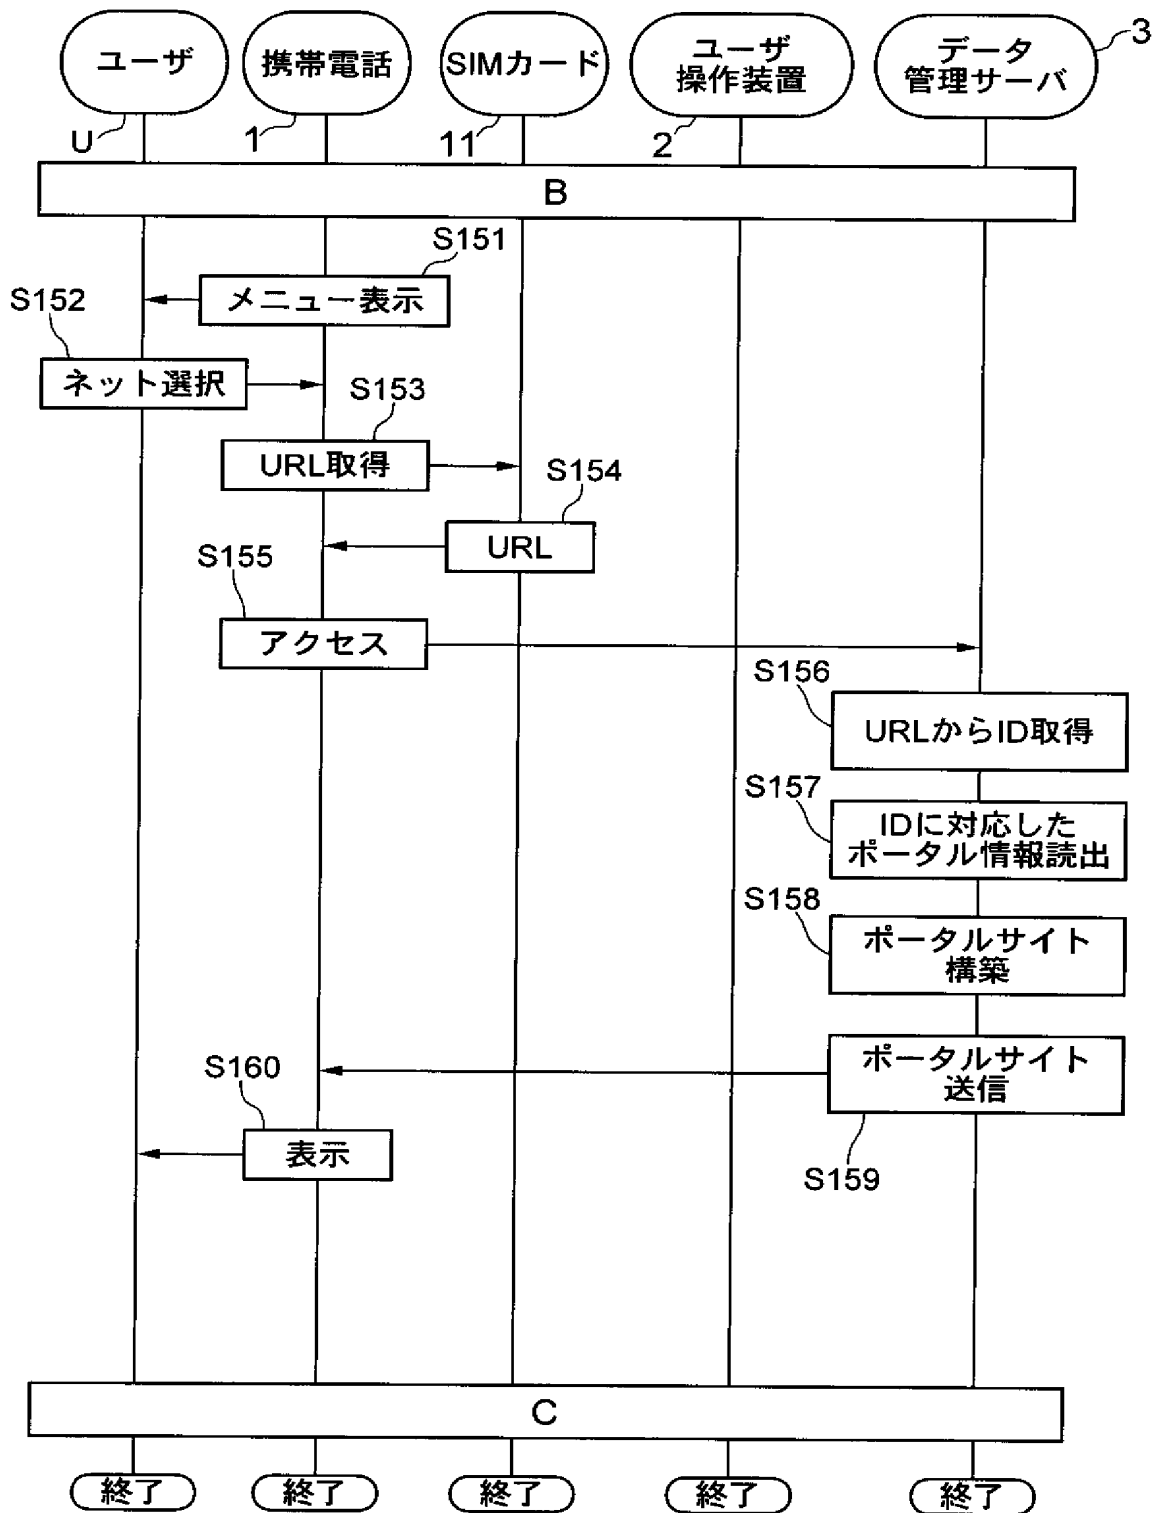 ユーザ
携帯電話
SIMカード
ユーザ
操作装置
データ
管理サーバ
3
U
1
11
2
B
S151
メニュー表示
S152
ネット選択
S153
URL取得
S154
URL
S155
アクセス
S156
URLからID取得
S157
IDに対応した
ポータル情報読出
S158
ポータルサイト
構築
ポータルサイト
送信
S159
S160
表示
C
終了
終了
終了
終了
終了